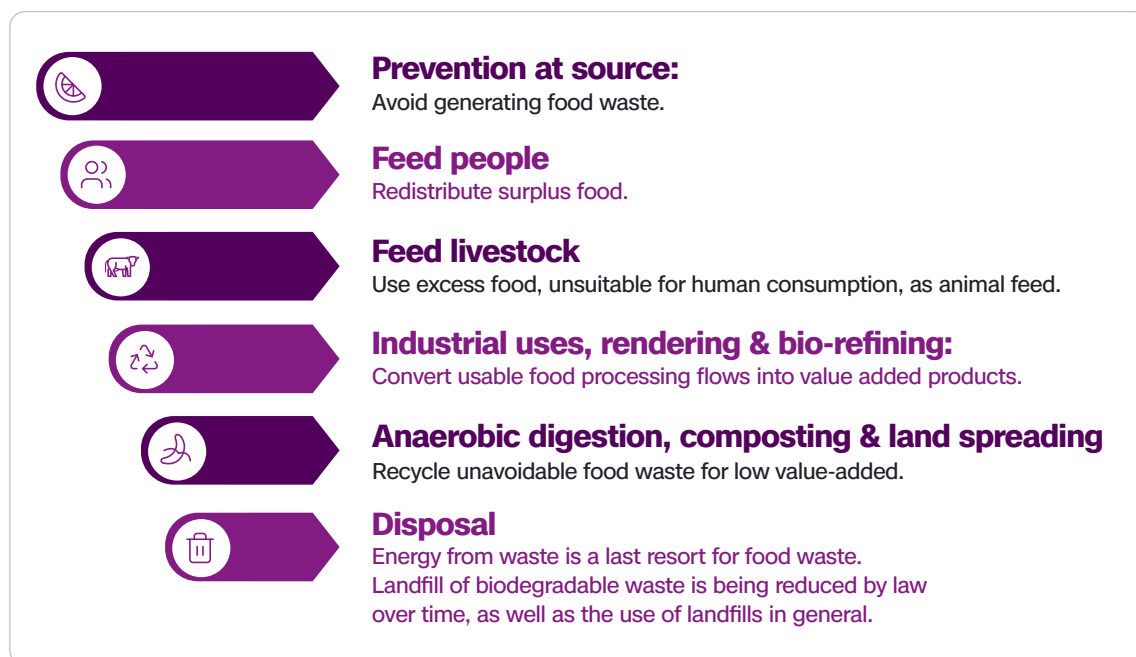 Prevention at source:
Avoid generating food waste.
Feed people
Redistribute surplus food.
Feed livestock
Use excess food, unsuitable for human consumption, as animal feed.
Industrial uses, rendering & bio-refining:
Convert usable food processing flows into value added products.
Anaerobic digestion, composting & land spreading
Recycle unavoidable food waste for low value-added.
Disposal
Energy from waste is a last resort for food waste.
Landfill of biodegradable waste is being reduced by law
over time, as well as the use of landfills in general.